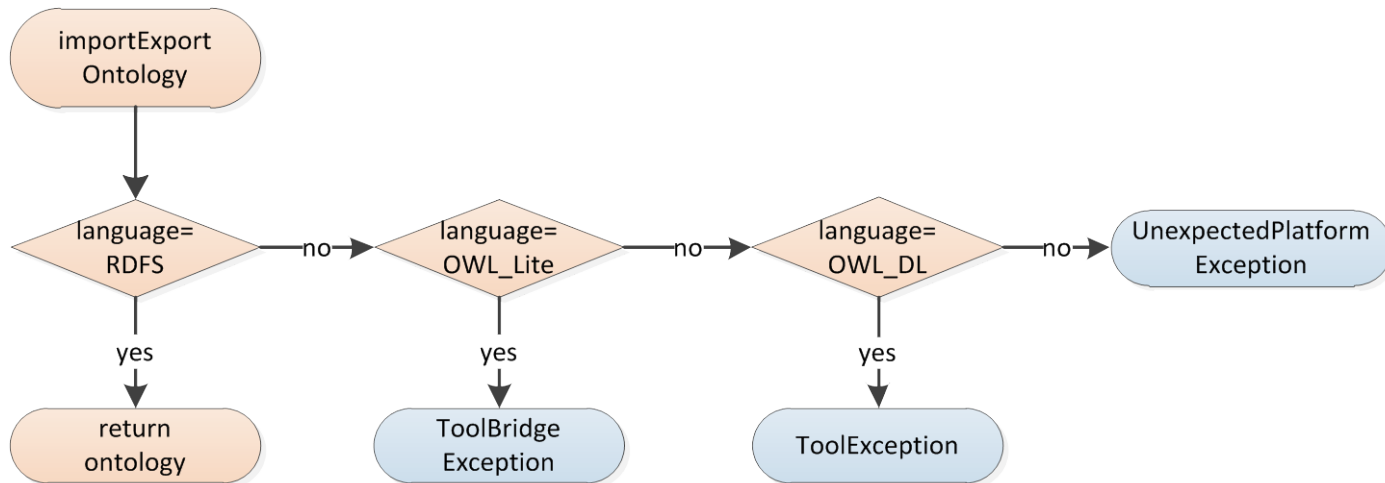 importExport
Ontology
language=
RDFS
no
language=
OWL_Lite
no
language=
OWL_DL
no
UnexpectedPlatform
Exception
yes
yes
yes
return
ontology
ToolBridge
Exception
ToolException